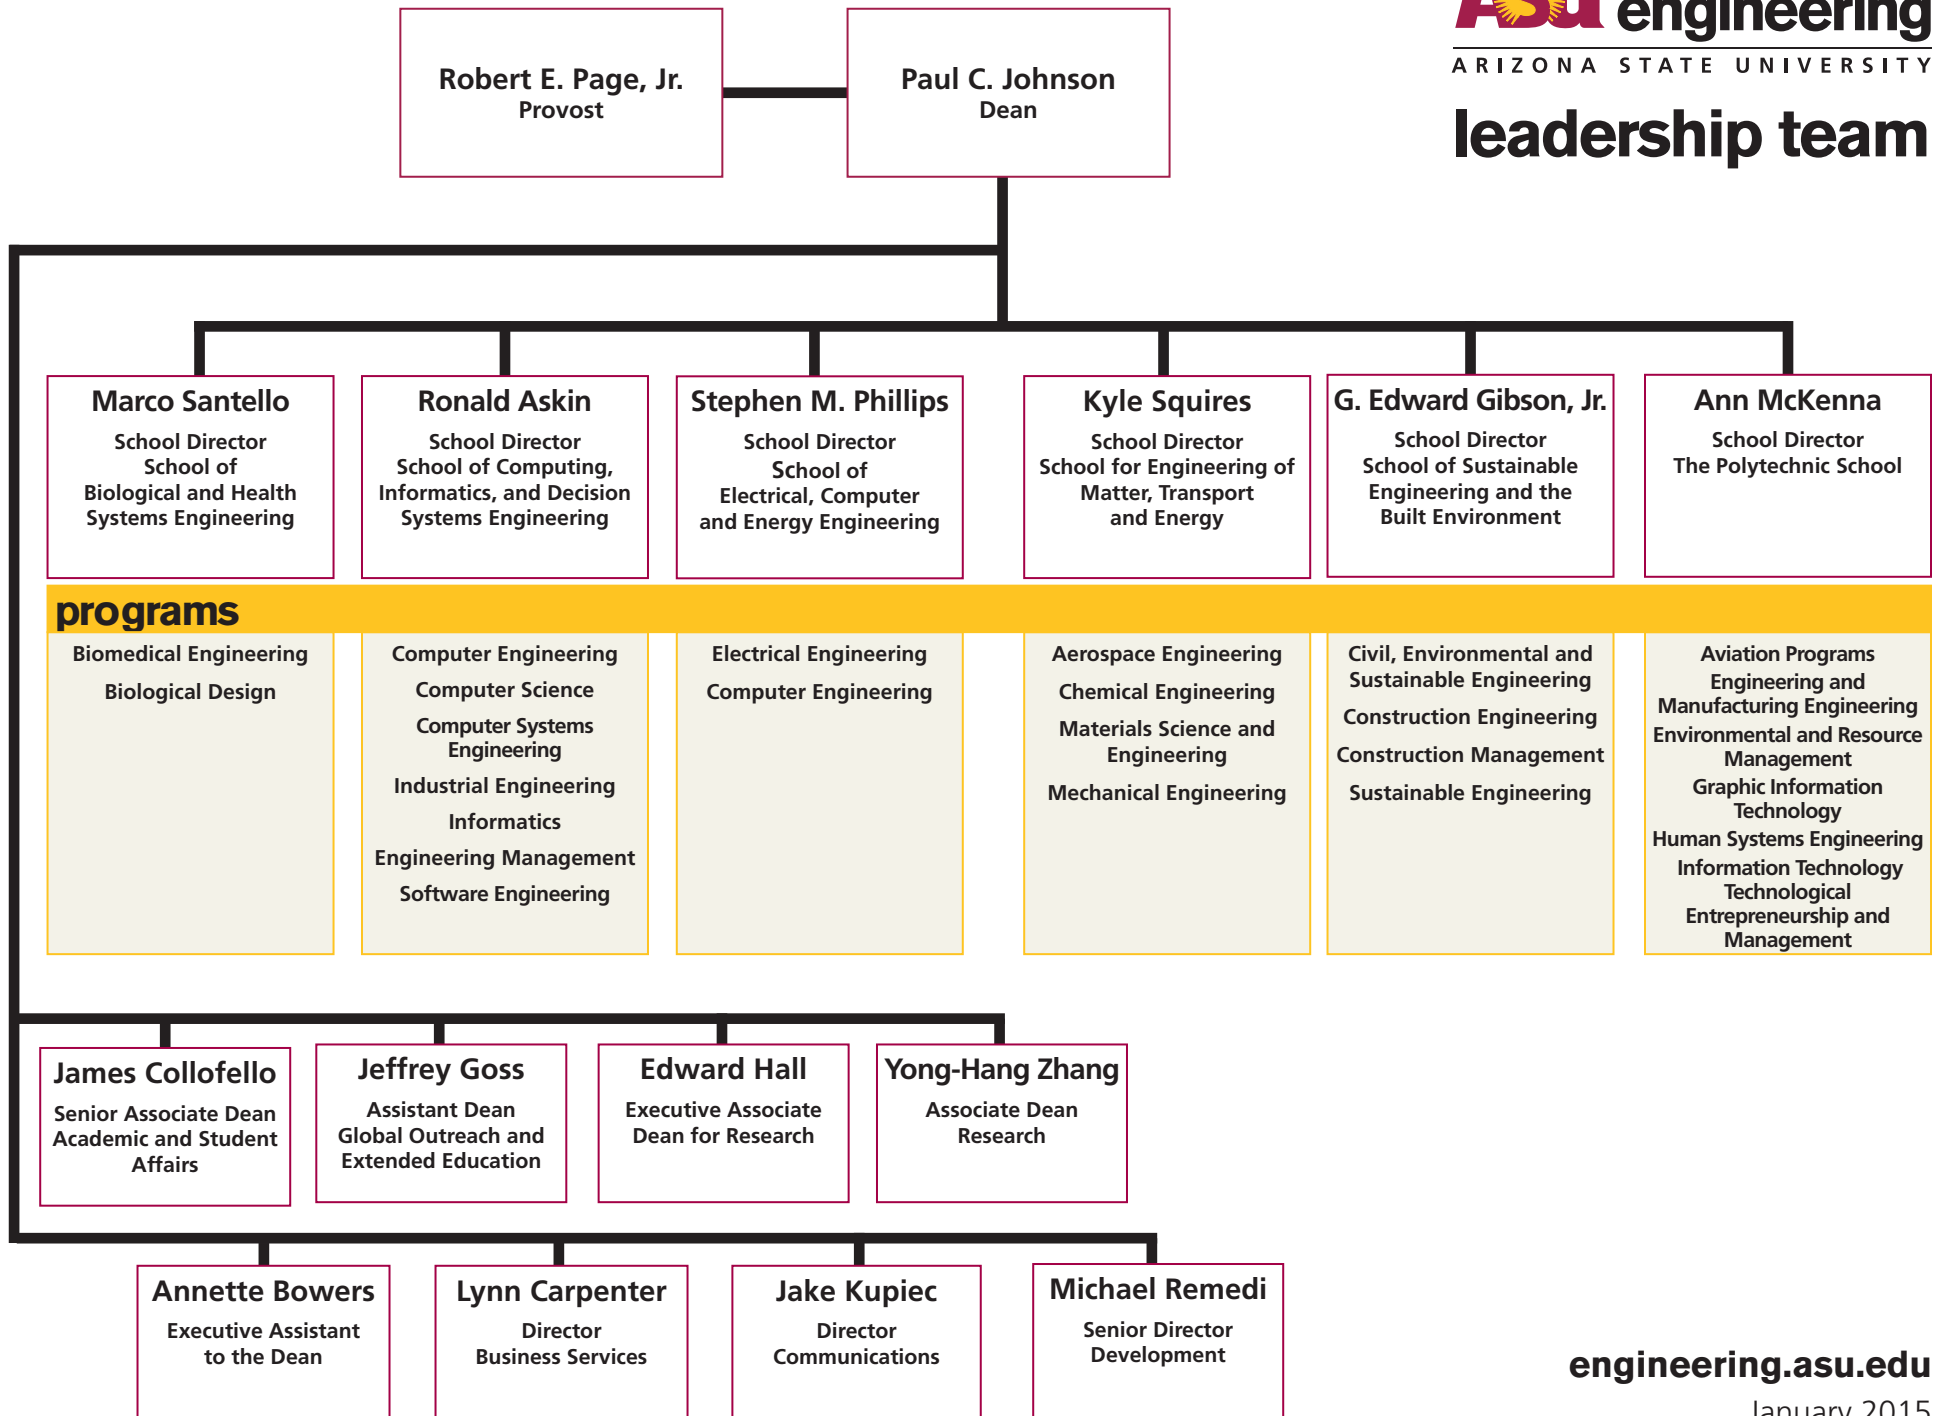 ASU engineering
ARIZONA STATE UNIVERSITY
leadership team
Robert E. Page, Jr.
Provost
Paul C. Johnson
Dean
Marco Santello
School Director
School of
Biological and Health
Systems Engineering
Ronald Askin
School Director
School of Computing,
Informatics, and Decision
Systems Engineering
Stephen M. Phillips
School Director
School of
Electrical, Computer
and Energy Engineering
Kyle Squires
School Director
School for Engineering of
Matter, Transport
and Energy
G. Edward Gibson, Jr.
School Director
School of Sustainable
Engineering and the
Built Environment
Ann McKenna
School Director
The Polytechnic School
programs
Biomedical Engineering
Biological Design
Computer Engineering
Computer Science
Computer Systems
Engineering
Industrial Engineering
Informatics
Engineering Management
Software Engineering
Electrical Engineering
Computer Engineering
Aerospace Engineering
Chemical Engineering
Materials Science and
Engineering
Mechanical Engineering
Civil, Environmental and
Sustainable Engineering
Construction Engineering
Construction Management
Sustainable Engineering
Aviation Programs
Engineering and
Manufacturing Engineering
Environmental and Resource
Management
Graphic Information
Technology
Human Systems Engineering
Information Technology
Technological
Entrepreneurship and
Management
James Collofello
Senior Associate Dean
Academic and Student
Affairs
Jeffrey Goss
Assistant Dean
Global Outreach and
Extended Education
Edward Hall
Executive Associate
Dean for Research
Yong-Hang Zhang
Associate Dean
Research
Annette Bowers
Executive Assistant
to the Dean
Lynn Carpenter
Director
Business Services
Jake Kupiec
Director
Communications
Michael Remedi
Senior Director
Development
engineering.asu.edu
January 2015